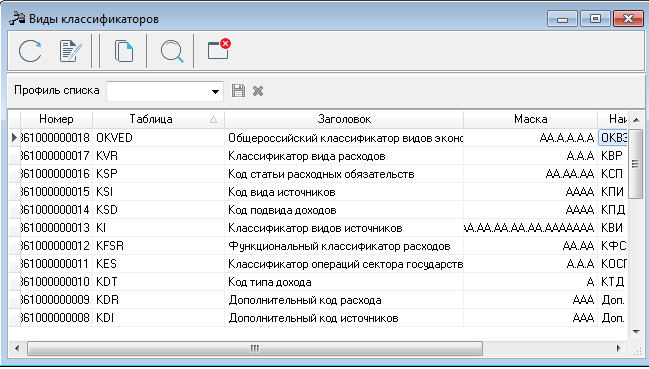 Виды классификаторов
Профиль списка
Номер Таблица Заголовок Маска Наи
361000000018 OKVED Общероссийский классификатор видов эконо АА.А.А.А.А ОКВЭ
361000000017 KVR Классификатор вида расходов А.А.А КВР
361000000016 KSP Код статьи расходных обязательств АА.АА.АА КСП
361000000015 KSI Код вида источников АААА КПИ
361000000014 KSD Код подвида доходов АААА КПД
361000000013 KI Классификатор видов источников АА.АА.АА.АА.АА.ААААААА КВИ
361000000012 KFSR Функциональный классификатор расходов АА.АА КФС
361000000011 KES Классификатор операций сектора государств А.А.А КОСГ
361000000010 KDT Код типа дохода А КТД
361000000009 KDR Дополнительный код расхода ААА Доп.
361000000008 KDI Дополнительный код источников ААА Доп.